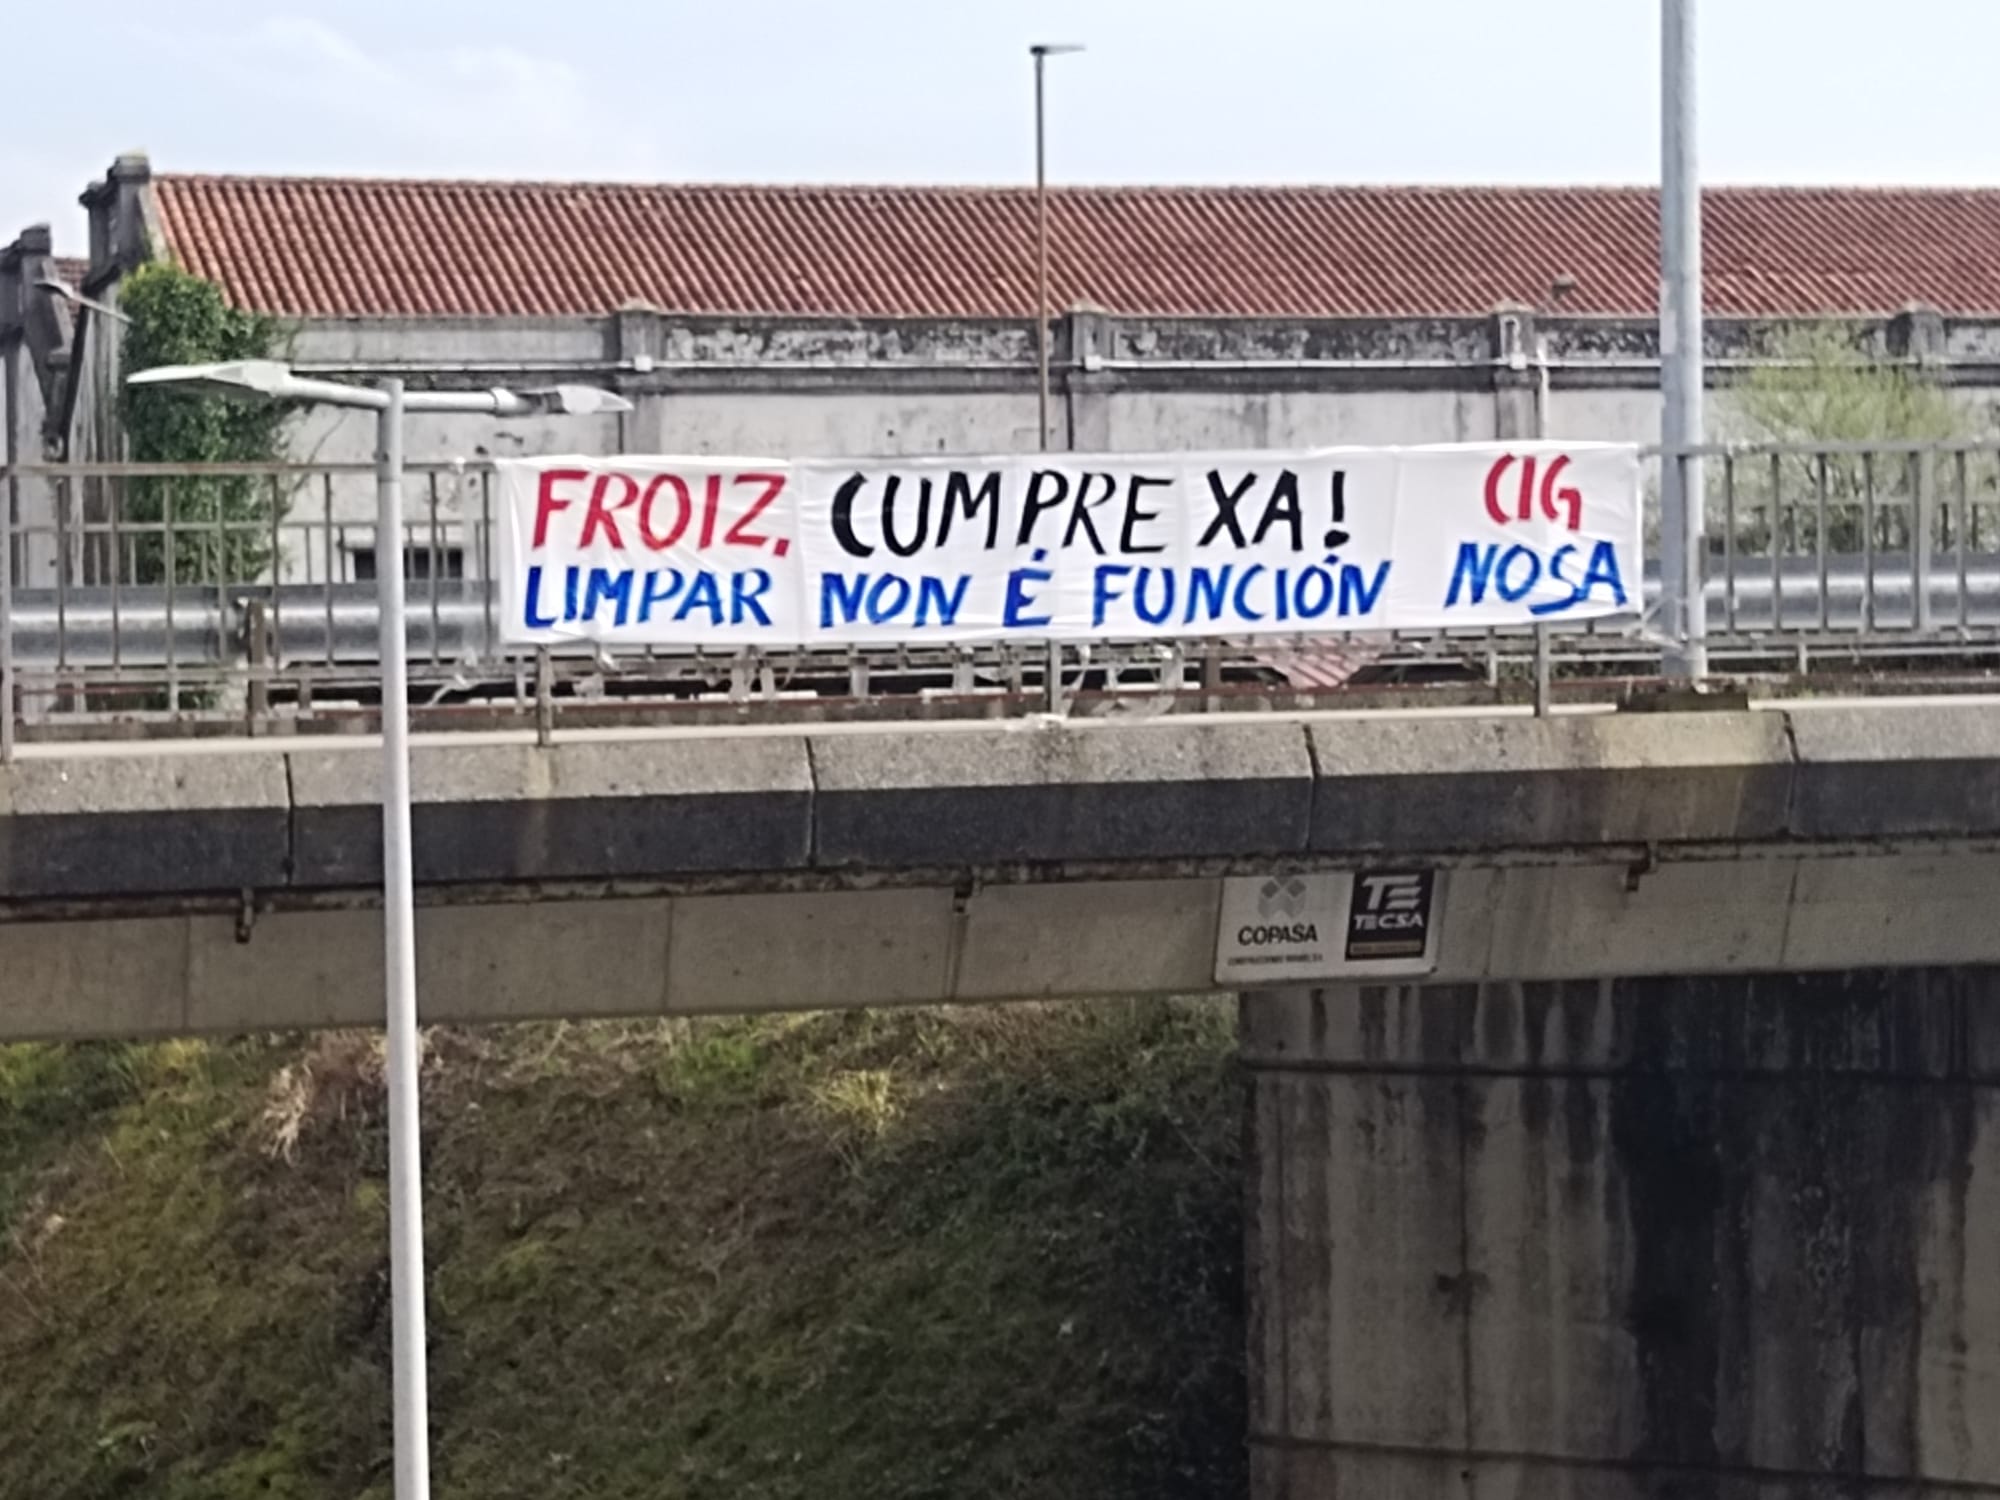 FROIZ. CUMPRE XA! CIG
LIMPAR NON É FUNCIÓN NOSA
COPASA
TECSA